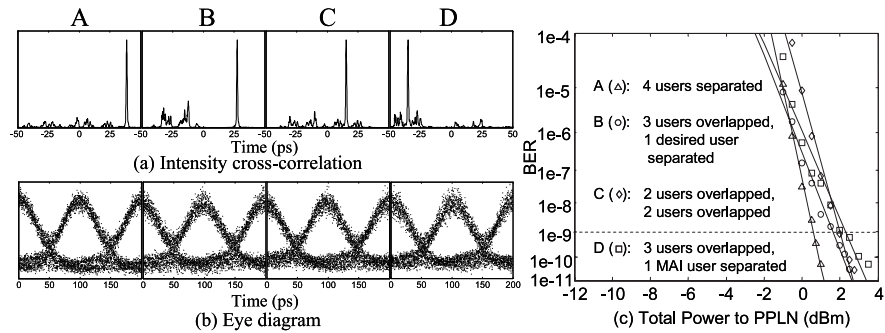 A B C D
-50 -25 0 25 -50 -25 0 25 -50 -25 0 25 -50 -25 0 25 50
Time (ps)
(a) Intensity cross-correlation
0 50 100 150 0 50 100 150 0 50 100 150 0 50 100 150 200
Time (ps)
(b) Eye diagram
BER
1e-4
1e-5
1e-6
1e-7
1e-8
1e-9
1e-10
1e-11
A (△): 4 users separated
B (○): 3 users overlapped,
1 desired user
separated
C (◇): 2 users overlapped,
2 users overlapped
D (□): 3 users overlapped,
1 MAI user separated
-12 -10 -8 -6 -4 -2 0 2 4
(c) Total Power to PPLN (dBm)